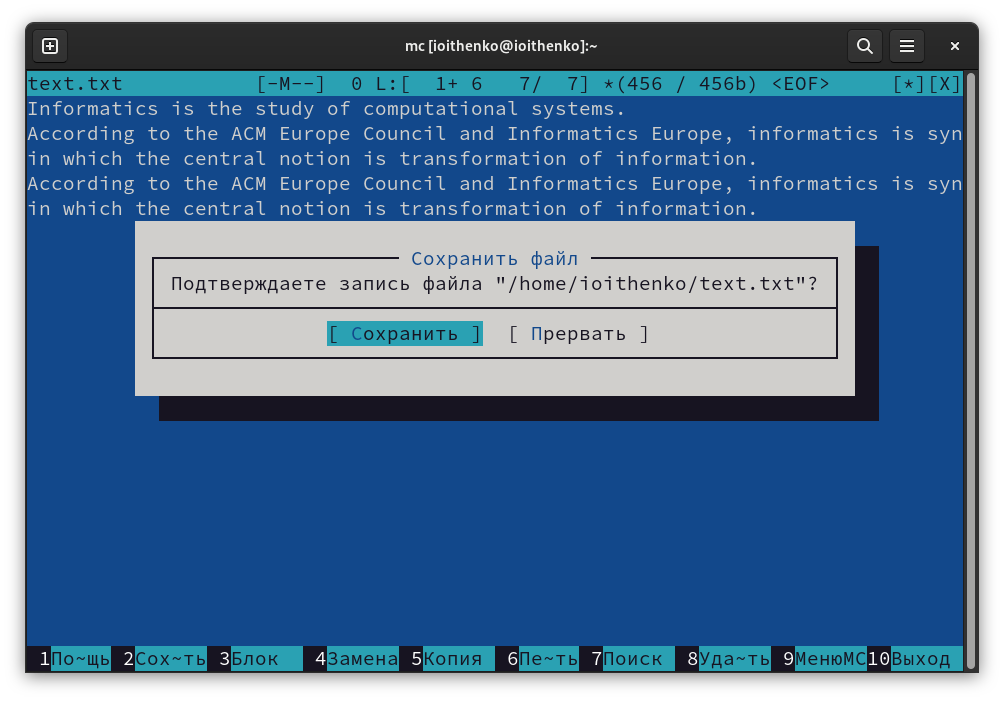 mc [ioithenko@ioithenko]:~
text.txt [-M--] 0 L:[ 1+ 6 7/ 7] *(456 / 456b) <EOF> [*][X]
Informatics is the study of computational systems.
According to the ACM Europe Council and Informatics Europe, informatics is syn
in which the central notion is transformation of information.
According to the ACM Europe Council and Informatics Europe, informatics is syn
in which the central notion is transformation of information.
Сохранить файл
Подтверждаете запись файла "/home/ioithenko/text.txt"?
[ Сохранить ] [ Прервать ]
1По~щь 2Сох~ть 3Блок 4Замена 5Копия 6Пе~ть 7Поиск 8Уда~ть 9МенюMC 10Выход